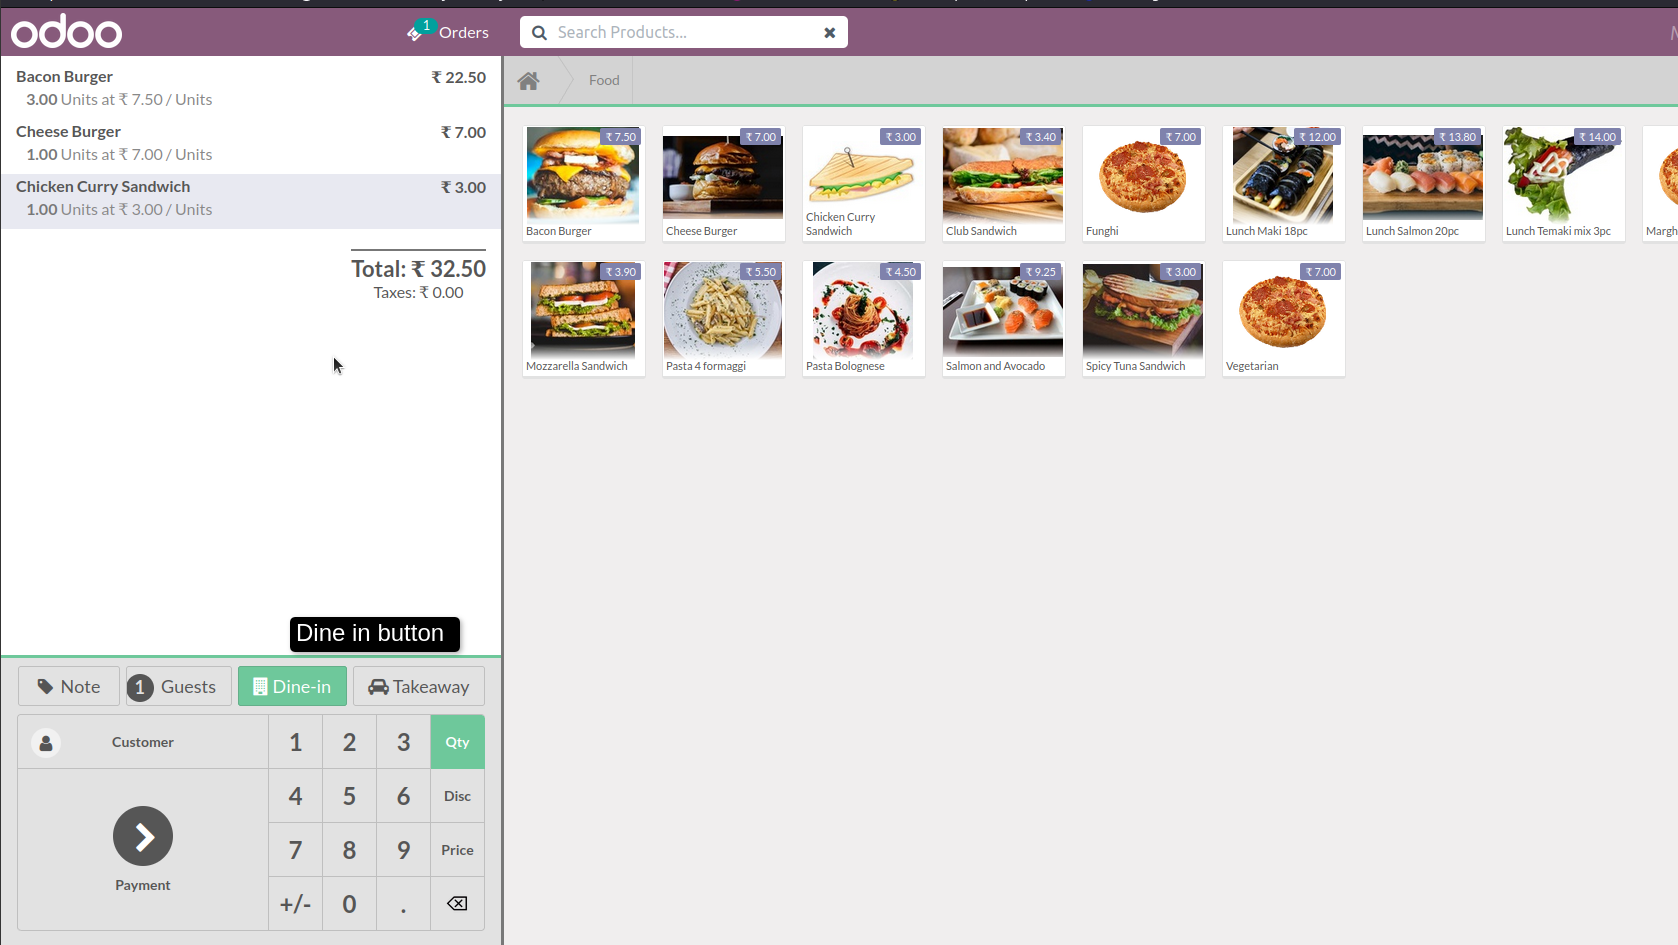 odoo
1 Orders
Search Products...
Bacon Burger ₹ 22.50
3.00 Units at ₹ 7.50 / Units
Cheese Burger ₹ 7.00
1.00 Units at ₹ 7.00 / Units
Chicken Curry Sandwich ₹ 3.00
1.00 Units at ₹ 3.00 / Units
Total: ₹ 32.50
Taxes: ₹ 0.00
Dine in button
Note
1 Guests
Dine-in
Takeaway
Customer
1 2 3 Qty
4 5 6 Disc
7 8 9 Price
+/- 0 .
Payment
Food
₹ 7.50
Bacon Burger
₹ 7.00
Cheese Burger
₹ 3.00
Chicken Curry
Sandwich
₹ 3.40
Club Sandwich
₹ 7.00
Funghi
₹ 12.00
Lunch Maki 18pc
₹ 13.80
Lunch Salmon 20pc
₹ 14.00
Lunch Temaki mix 3pc
Margh
₹ 3.90
Mozzarella Sandwich
₹ 5.50
Pasta 4 formaggi
₹ 4.50
Pasta Bolognese
₹ 9.25
Salmon and Avocado
₹ 3.00
Spicy Tuna Sandwich
₹ 7.00
Vegetarian